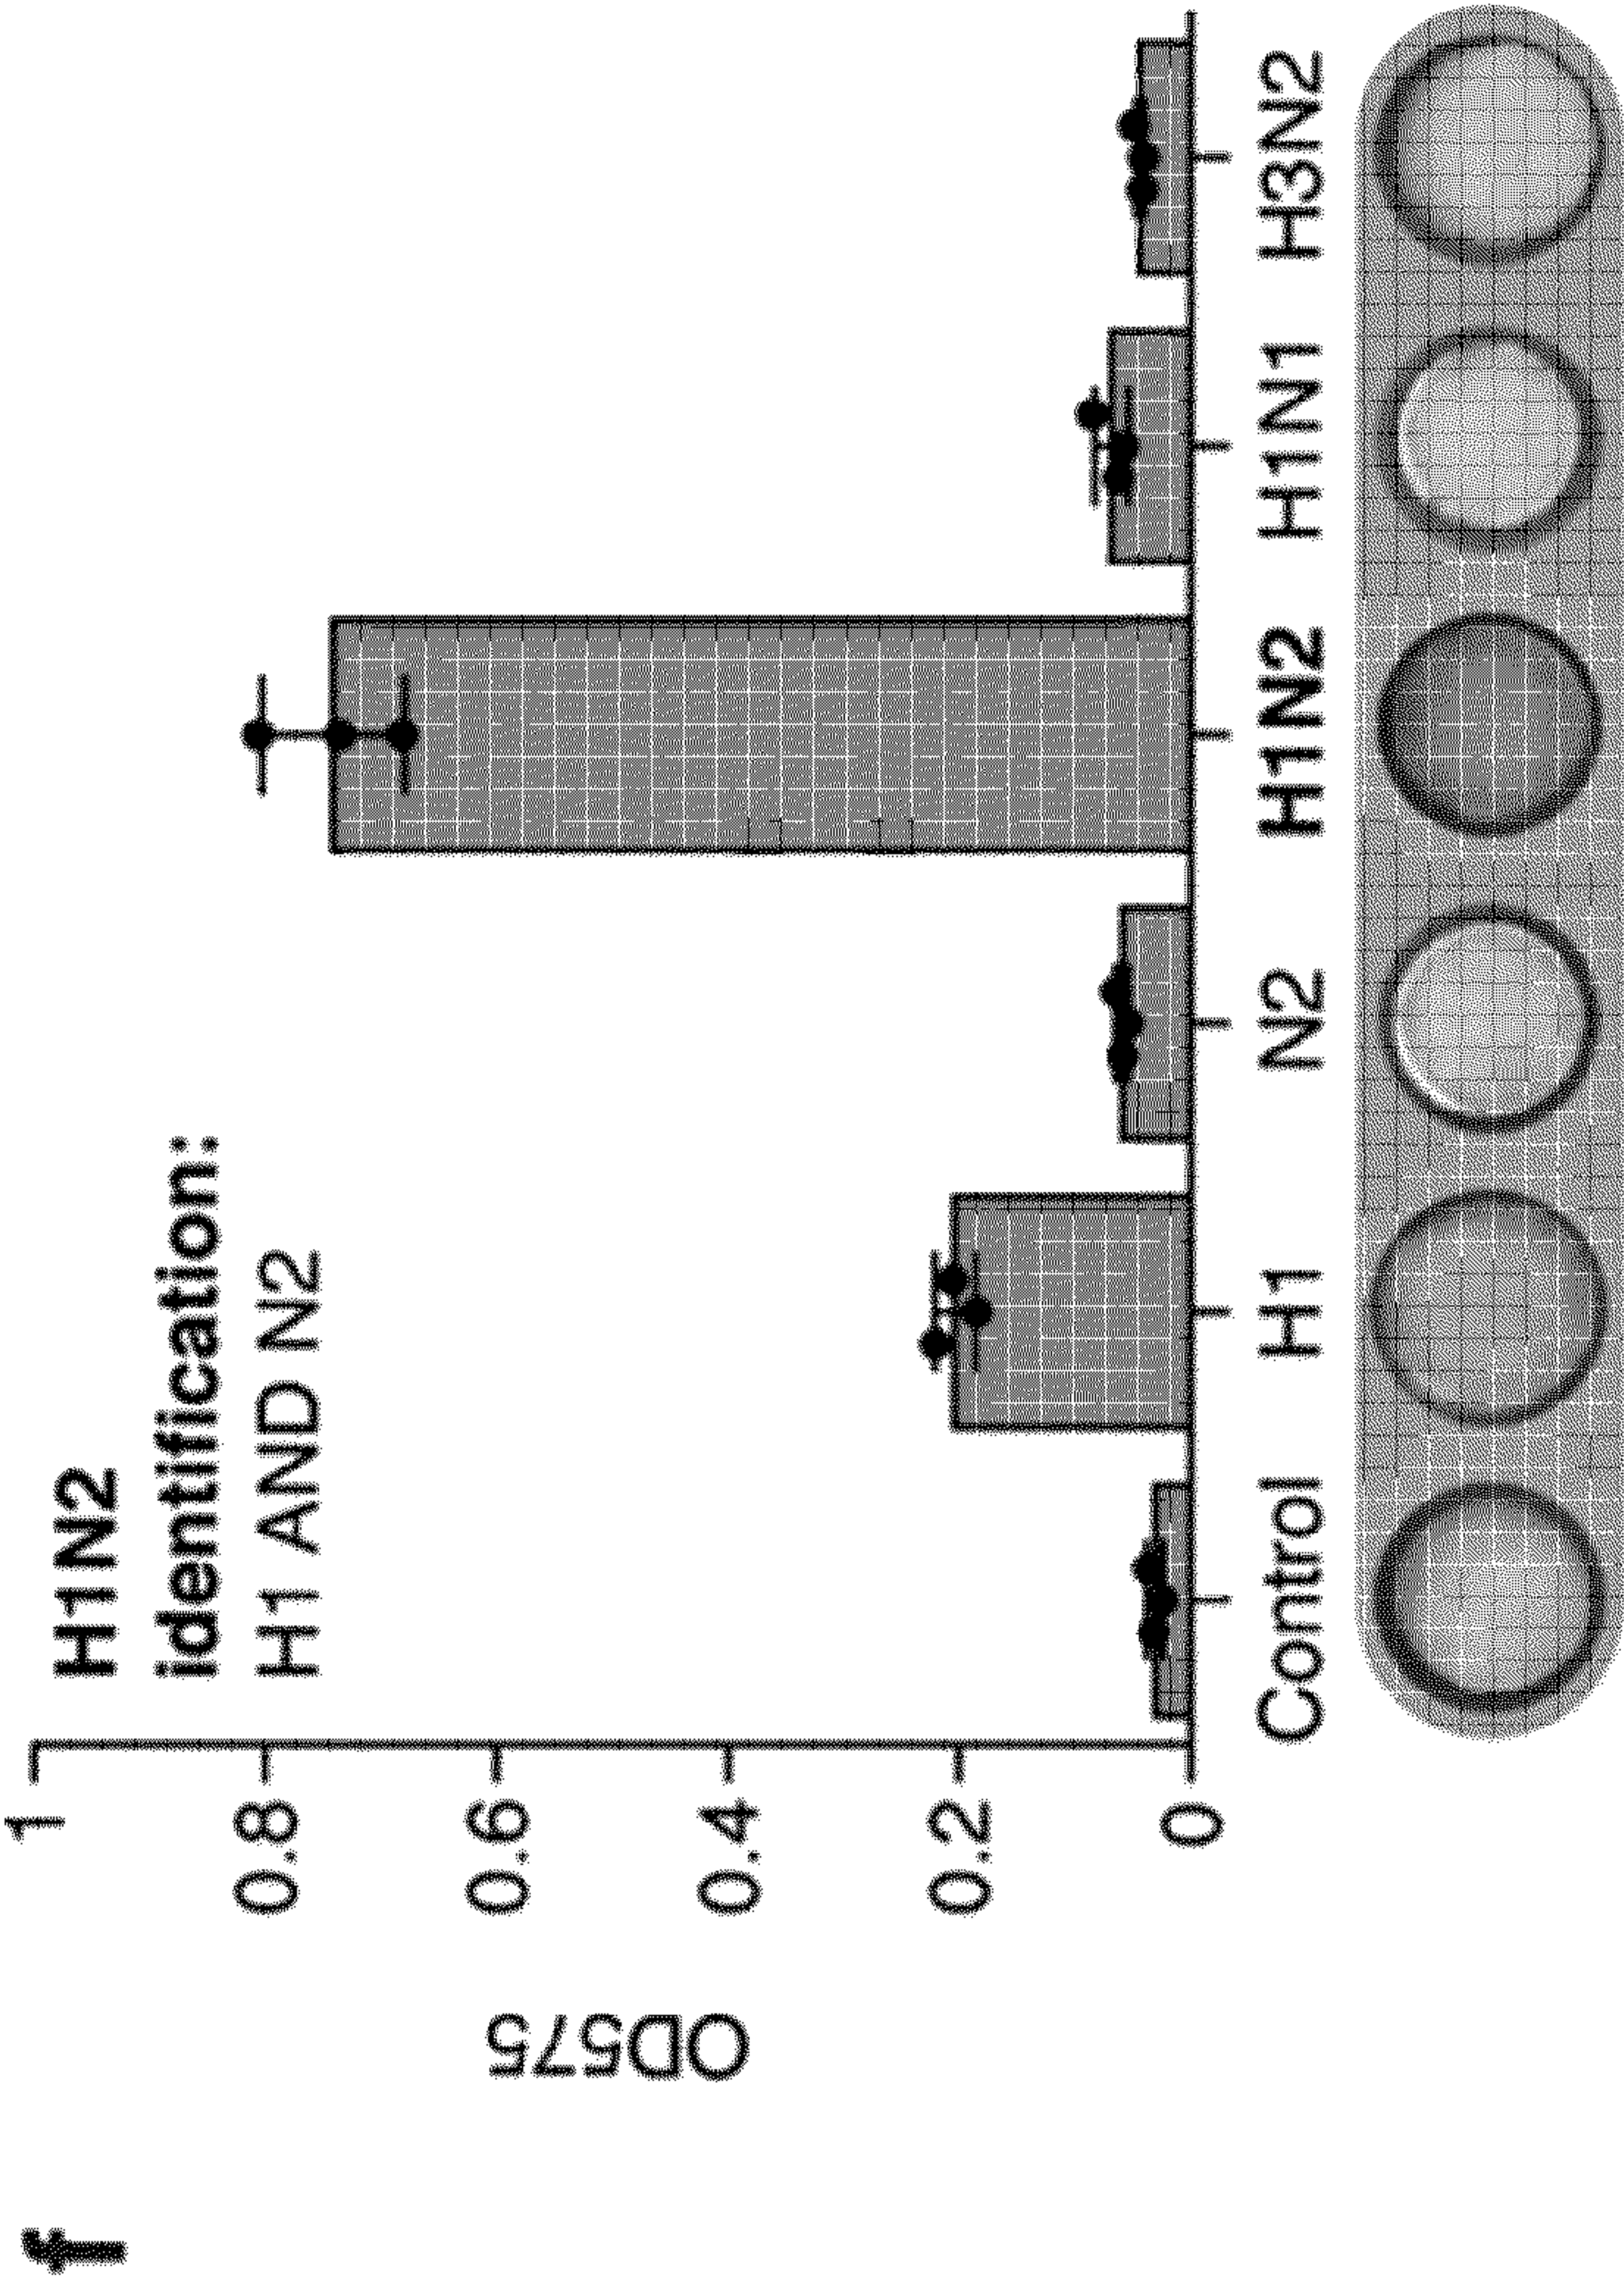 f
H1N2
identification:
H1 AND N2
OD575
1
0.8
0.6
0.4
0.2
0
Control H1 N2 H1N2 H1N1 H3N2